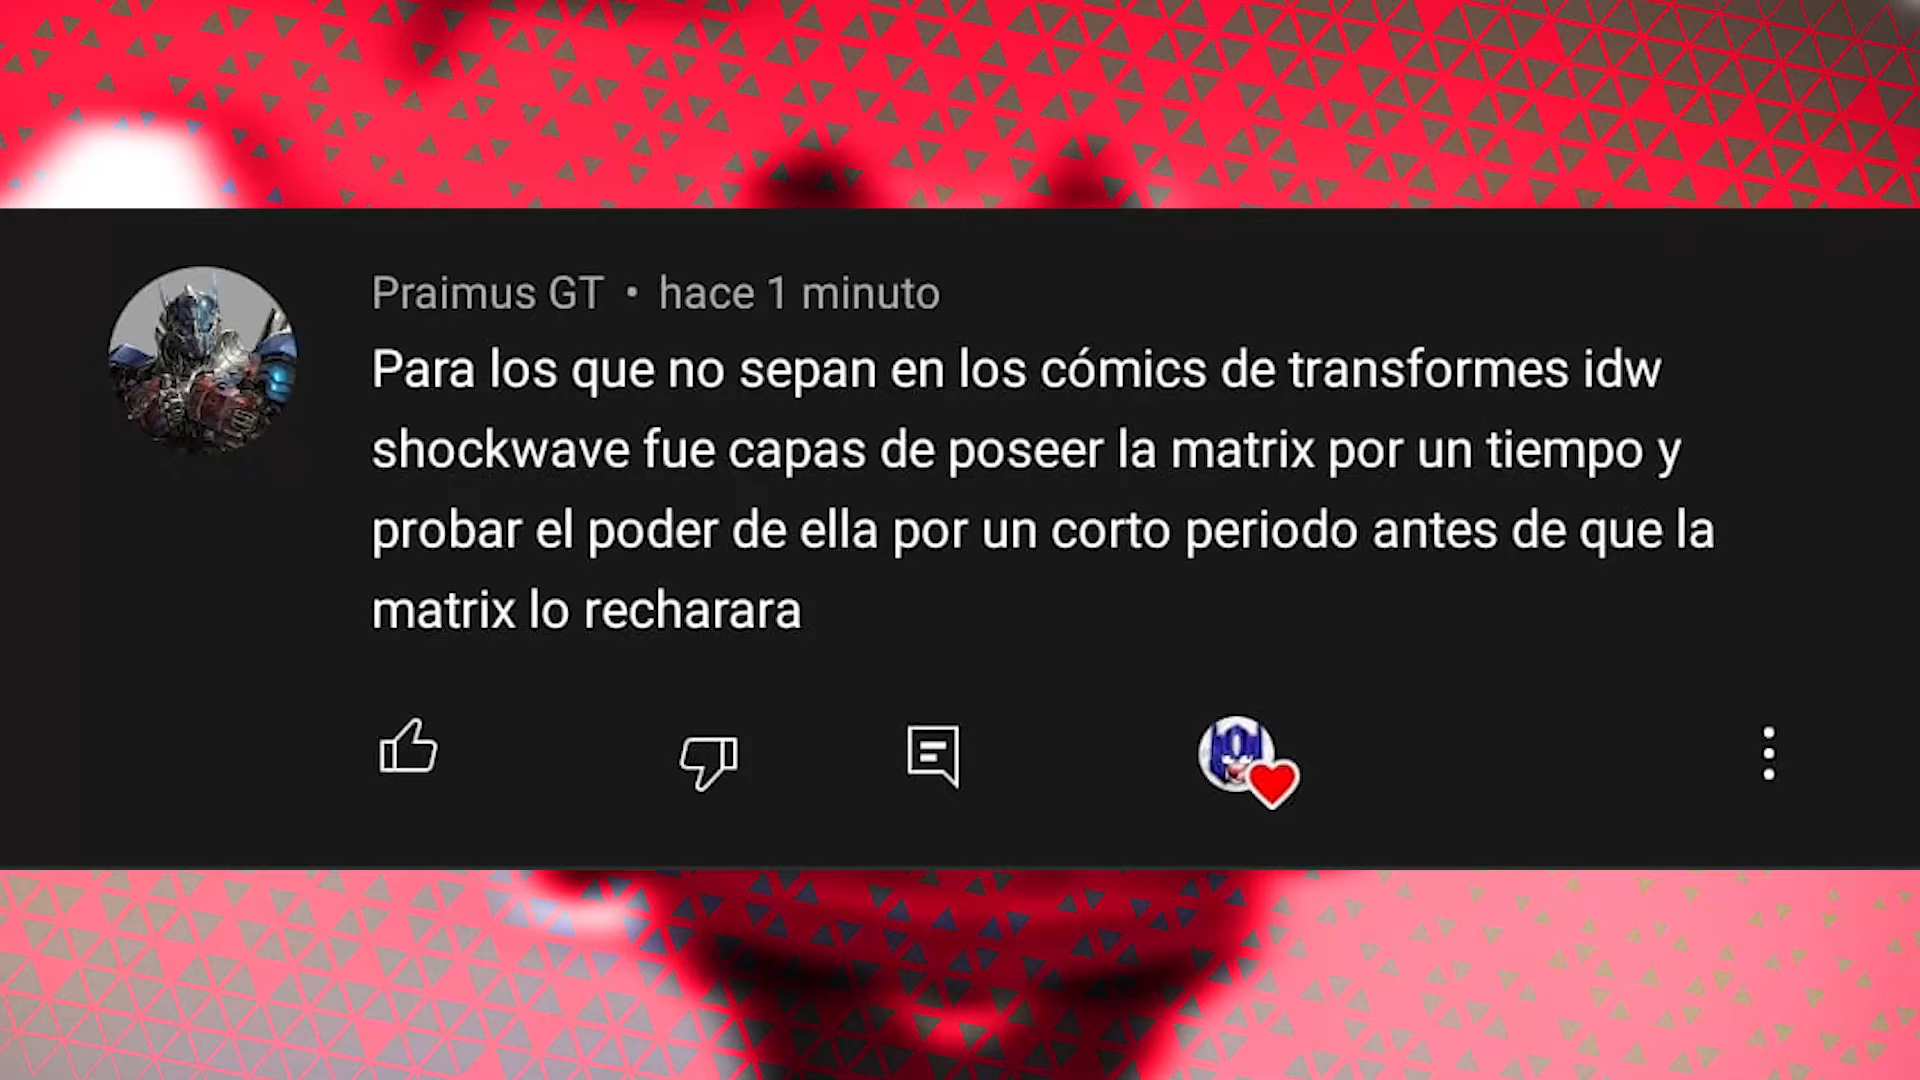 Praimus GT • hace 1 minuto
Para los que no sepan en los cómics de transformes idw
shockwave fue capas de poseer la matrix por un tiempo y
probar el poder de ella por un corto periodo antes de que la
matrix lo recharara